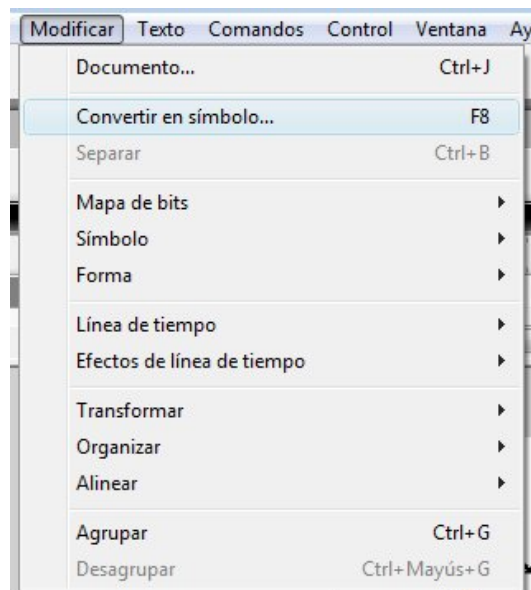 Modificar Texto Comandos Control Ventana Ay
Documento... Ctrl+J
Convertir en símbolo... F8
Separar Ctrl+B
Mapa de bits
Símbolo
Forma
Línea de tiempo
Efectos de línea de tiempo
Transformar
Organizar
Alinear
Agrupar Ctrl+G
Desagrupar Ctrl+Mayús+G